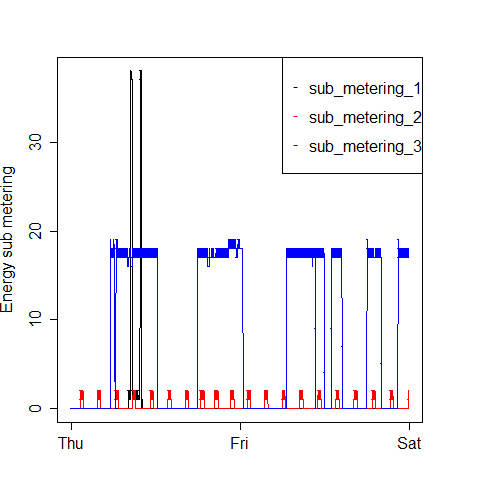 sub_metering_1
sub_metering_2
sub_metering_3
Energy sub metering
30
20
10
0
Thu
Fri
Sat